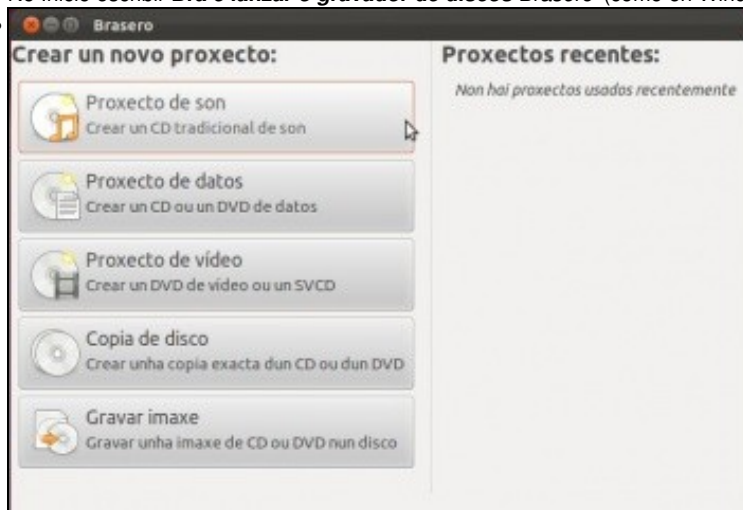 Brasero
Crear un novo proxecto:
Proxecto de son
Crear un CD tradicional de son
Proxecto de datos
Crear un CD ou un DVD de datos
Proxecto de vídeo
Crear un DVD de vídeo ou un SVCD
Copia de disco
Crear unha copia exacta dun CD ou dun DVD
Gravar imaxe
Gravar unha imaxe de CD ou DVD nun disco
Proxectos recentes:
Non hai proxectos usados recentemente